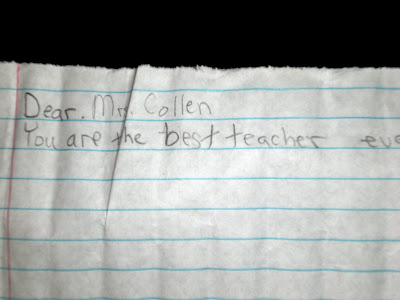 Dear. Mr. Collen
You are the best teacher eve